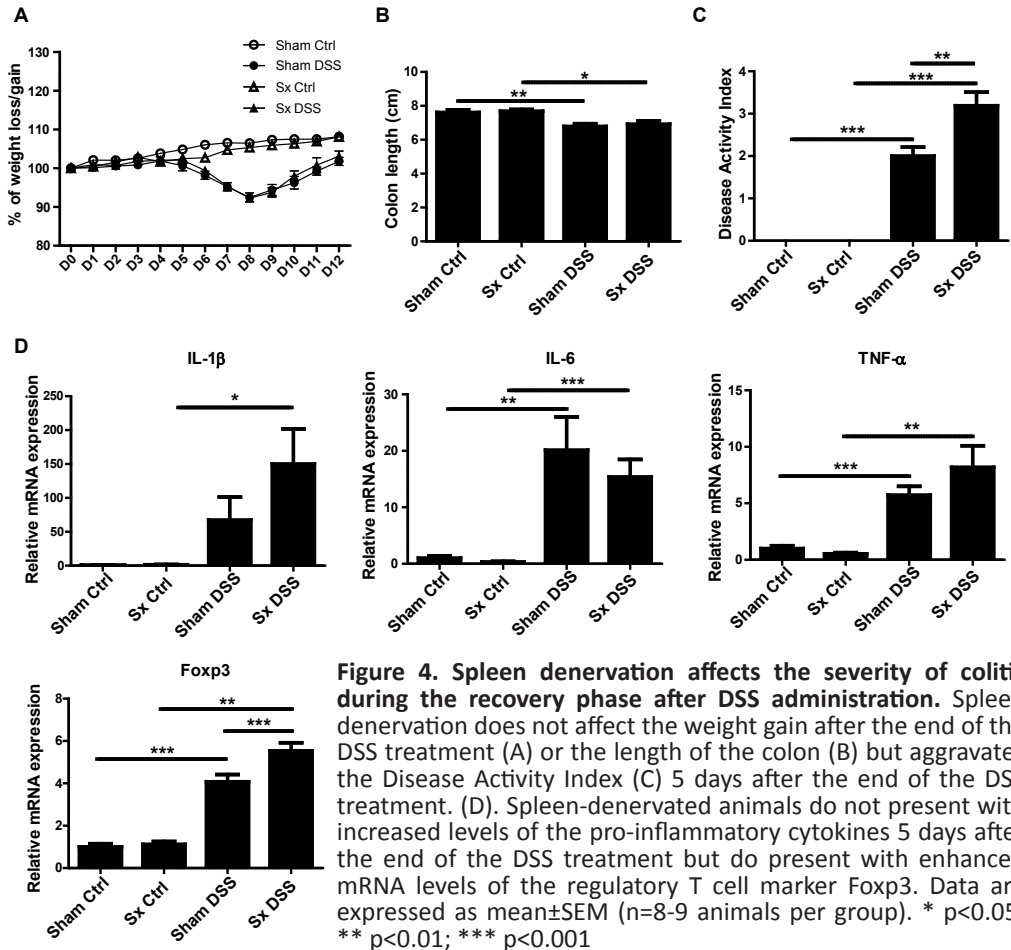 A
% of weight loss/gain
130
120
110
100
90
80
D0 D1 D2 D3 D4 D5 D6 D7 D8 D9 D10 D11 D12
Sham Ctrl
Sham DSS
Sx Ctrl
Sx DSS
B
Colon length (cm)
10
8
6
4
2
0
*
**
Sham Ctrl
Sx Ctrl
Sham DSS
Sx DSS
C
Disease Activity Index
4
3
2
1
0
**
***
***
Sham Ctrl
Sx Ctrl
Sham DSS
Sx DSS
D
IL-1β
Relative mRNA expression
250
200
150
100
50
0
*
Sham Ctrl
Sx Ctrl
Sham DSS
Sx DSS
IL-6
Relative mRNA expression
30
20
10
0
***
**
Sham Ctrl
Sx Ctrl
Sham DSS
Sx DSS
TNF-α
Relative mRNA expression
15
10
5
0
**
***
Sham Ctrl
Sx Ctrl
Sham DSS
Sx DSS
Foxp3
Relative mRNA expression
8
6
4
2
0
**
***
***
Sham Ctrl
Sx Ctrl
Sham DSS
Sx DSS
Figure 4. Spleen denervation affects the severity of coliti
during the recovery phase after DSS administration. Splee
denervation does not affect the weight gain after the end of th
DSS treatment (A) or the length of the colon (B) but aggravate
the Disease Activity Index (C) 5 days after the end of the DS
treatment. (D). Spleen-denervated animals do not present wit
increased levels of the pro-inflammatory cytokines 5 days afte
the end of the DSS treatment but do present with enhance
mRNA levels of the regulatory T cell marker Foxp3. Data ar
expressed as mean±SEM (n=8-9 animals per group). * p<0.05
** p<0.01; *** p<0.001